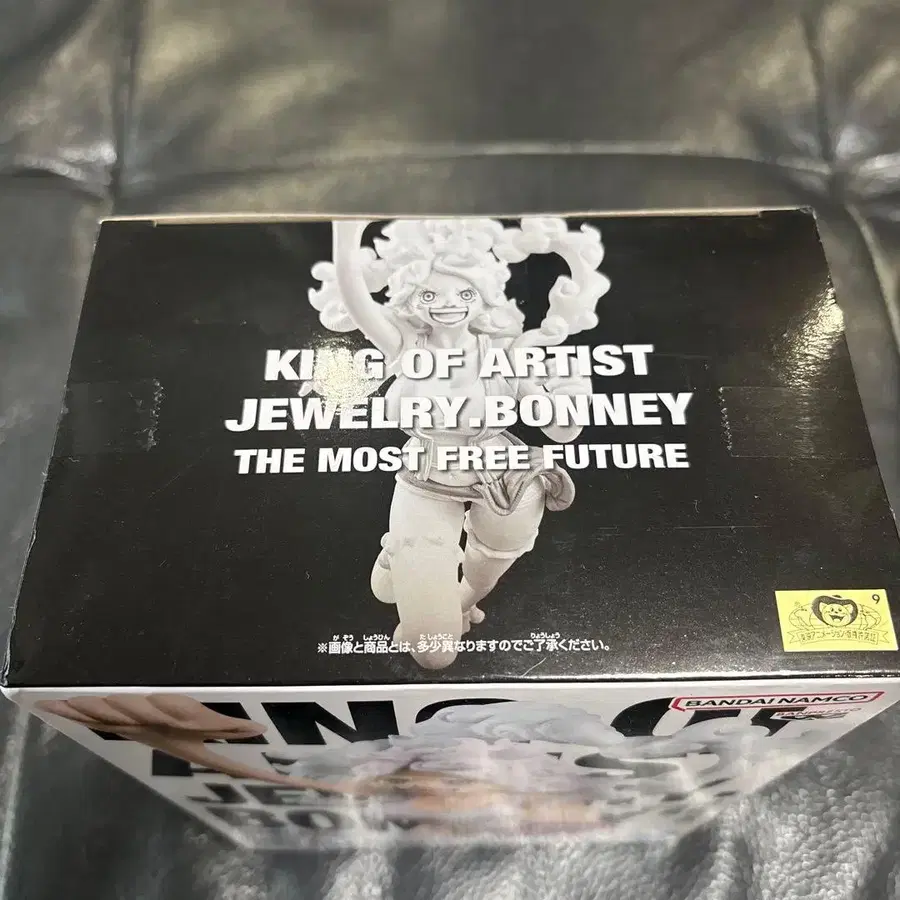 KING OF ARTIST
JEWELRY.BONNEY
THE MOST FREE FUTURE
※画像と商品とは、多少異なりますのでご了承ください。
9
BANDAI NAMCO